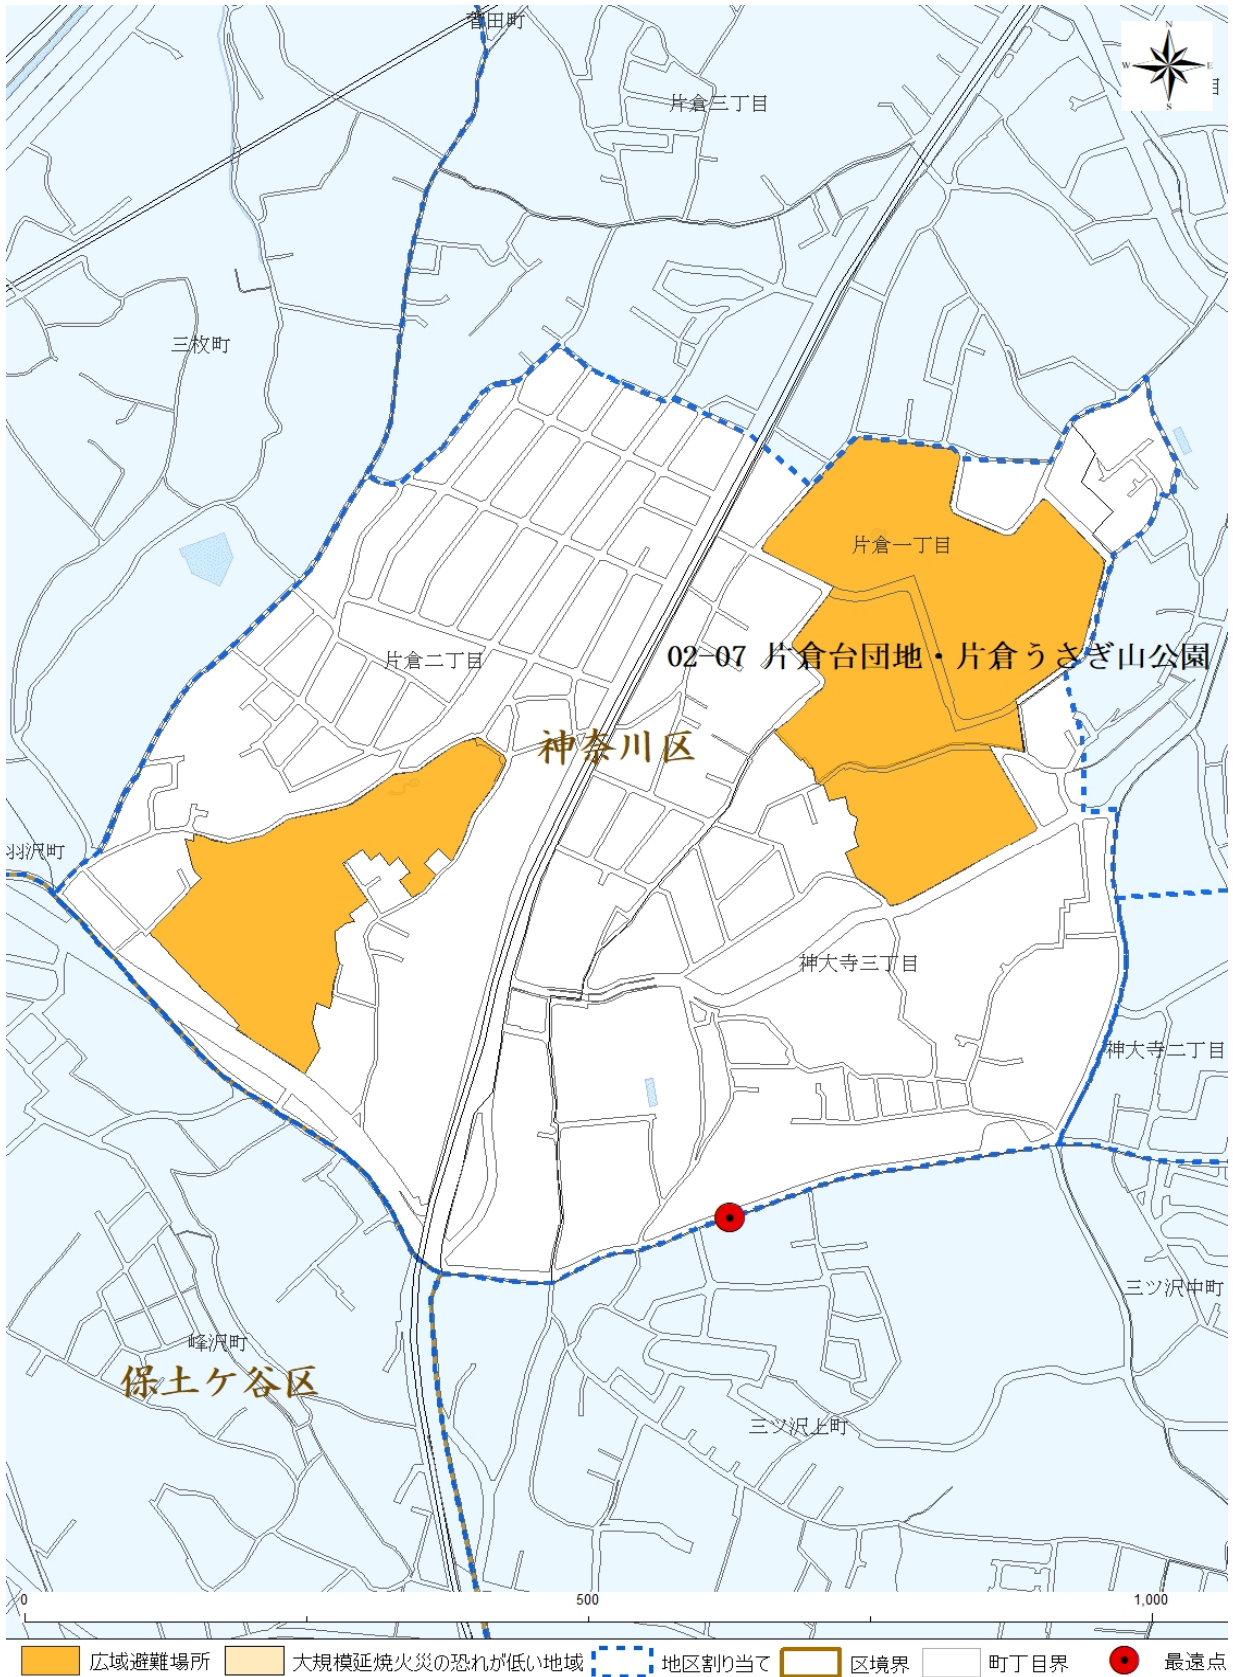 菅田町
N
W E
S
目
片倉三丁目
三枚町
片倉一丁目
片倉二丁目
02-07 片倉台団地・片倉うさぎ山公園
神奈川区
羽沢町
神大寺三丁目
神大寺二丁目
三ツ沢中町
峰沢町
保土ケ谷区
三ツ沢上町
0 500 1,000
広域避難場所 大規模延焼火災の恐れが低い地域 地区割り当て 区境界 町丁目界 最遠点